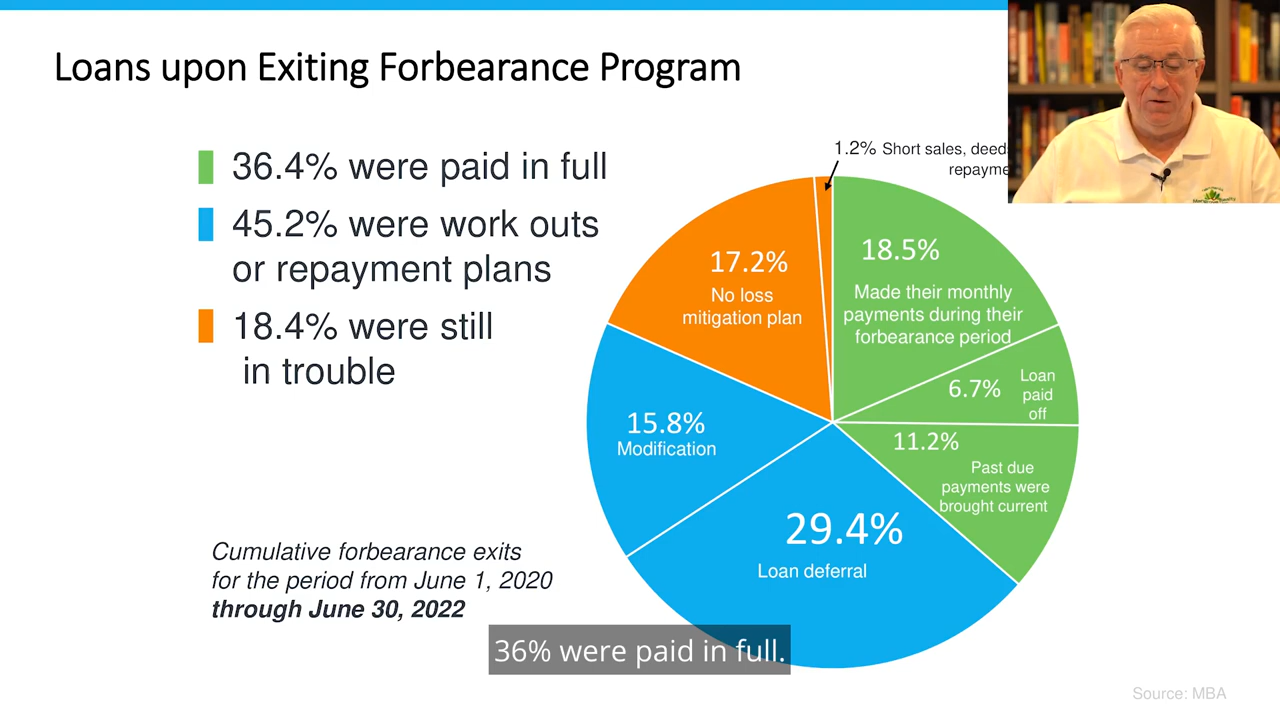 Loans upon Exiting Forbearance Program
36.4% were paid in full
45.2% were work outs
or repayment plans
18.4% were still
in trouble
Cumulative forbearance exits
for the period from June 1, 2020
through June 30, 2022
1.2% Short sales,
17.2%
No loss
mitigation plan
18.5%
Made their monthly
payments during their
forbearance period
6.7%
Loan
paid
off
11.2%
Past due
payments were
brought current
15.8%
Modification
29.4%
Loan deferral
36% were paid in full.
Source: MBA